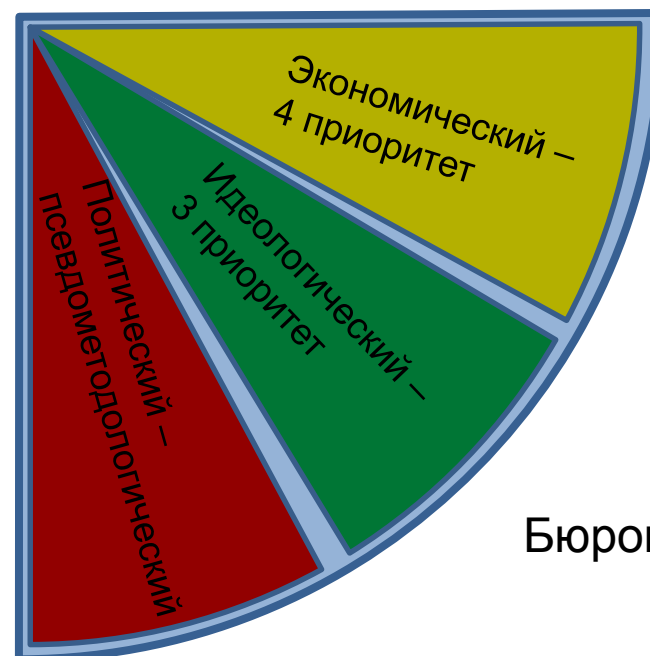 Экономический –
4 приоритет
Идеологический –
3 приоритет
Политический –
псевдометодологический